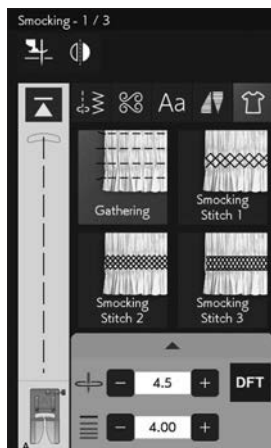 Smocking - 1 / 3
Aa
Gathering
Smocking
Stitch 1
Smocking
Stitch 2
Smocking
Stitch 3
4.5
DFT
4.00
A